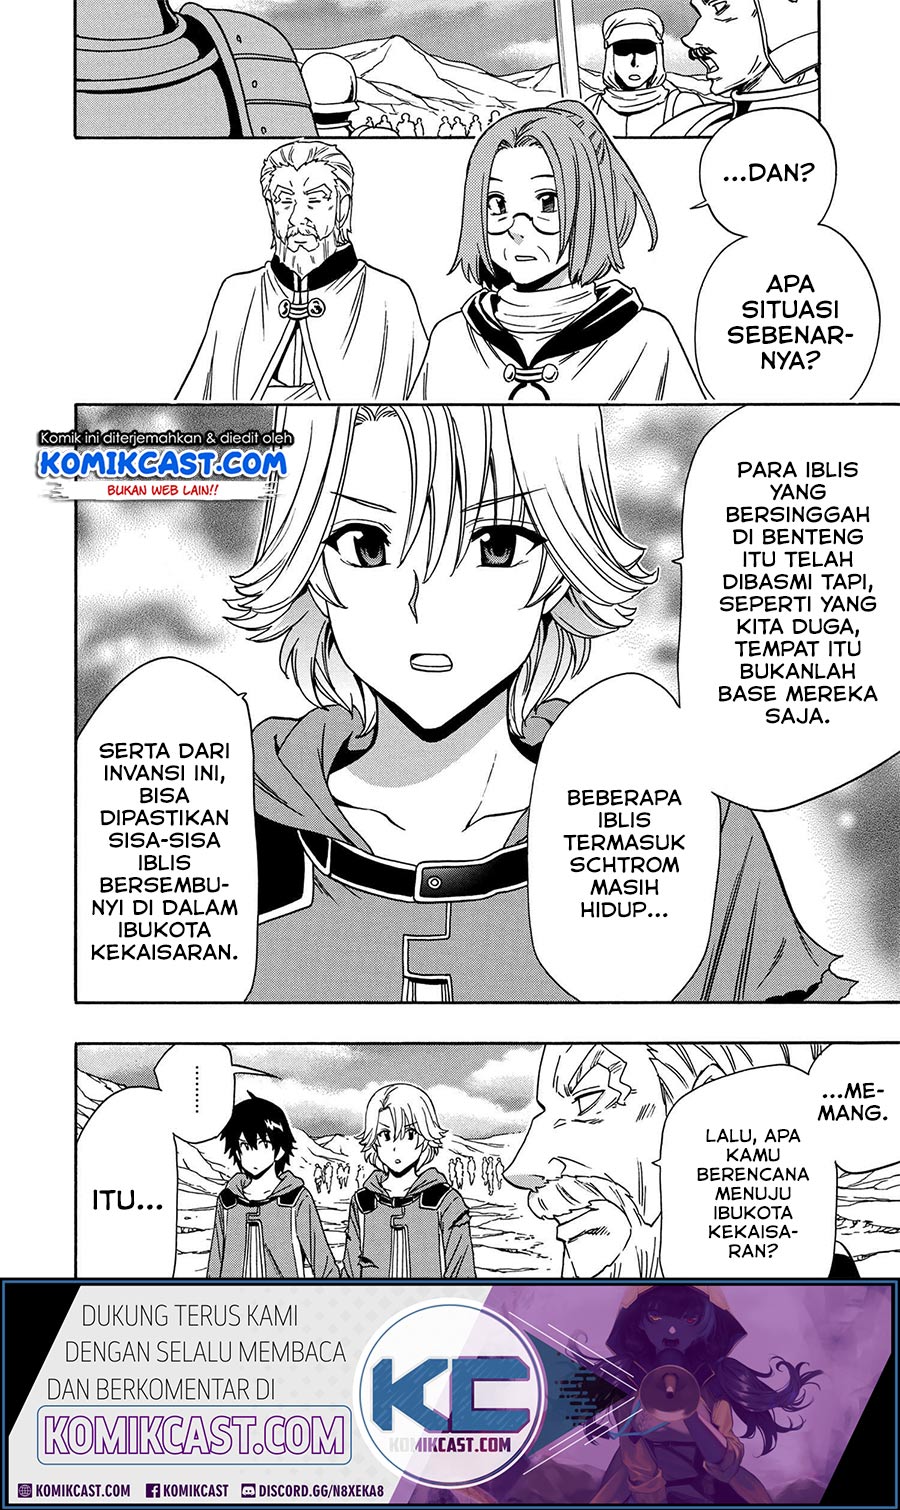 ...DAN?
APA
SITUASI
SEBENAR-
NYA?
Komik ini diterjemahkan & diedit oleh
KOMIKCAST.COM
BUKAN WEB LAIN!!
PARA IBLIS
YANG
BERSINGGAH
DI BENTENG
ITU TELAH
DIBASMI TAPI,
SEPERTI YANG
KITA DUGA,
TEMPAT ITU
BUKANLAH
BASE MEREKA
SAJA.
BEBERAPA
IBLIS
TERMASUK
SCHTROM
MASIH
HIDUP...
SERTA DARI
INVANSI INI,
BISA
DIPASTIKAN
SISA-SISA
IBLIS
BERSEMBU-
NYI DI DALAM
IBUKOTA
KEKAISARAN.
...ME-
MANG.
LALU, APA
KAMU
BERENCANA
MENUJU
IBUKOTA
KEKAISA-
RAN?
.........
ITU...
DUKUNG TERUS KAMI
DENGAN SELALU MEMBACA
DAN BERKOMENTAR DI
KOMIKCAST.COM
KC
KOMIKCAST.COM
KOMIKCAST.COM
KOMIKCAST
DISCORD.GG/N8XEKA8